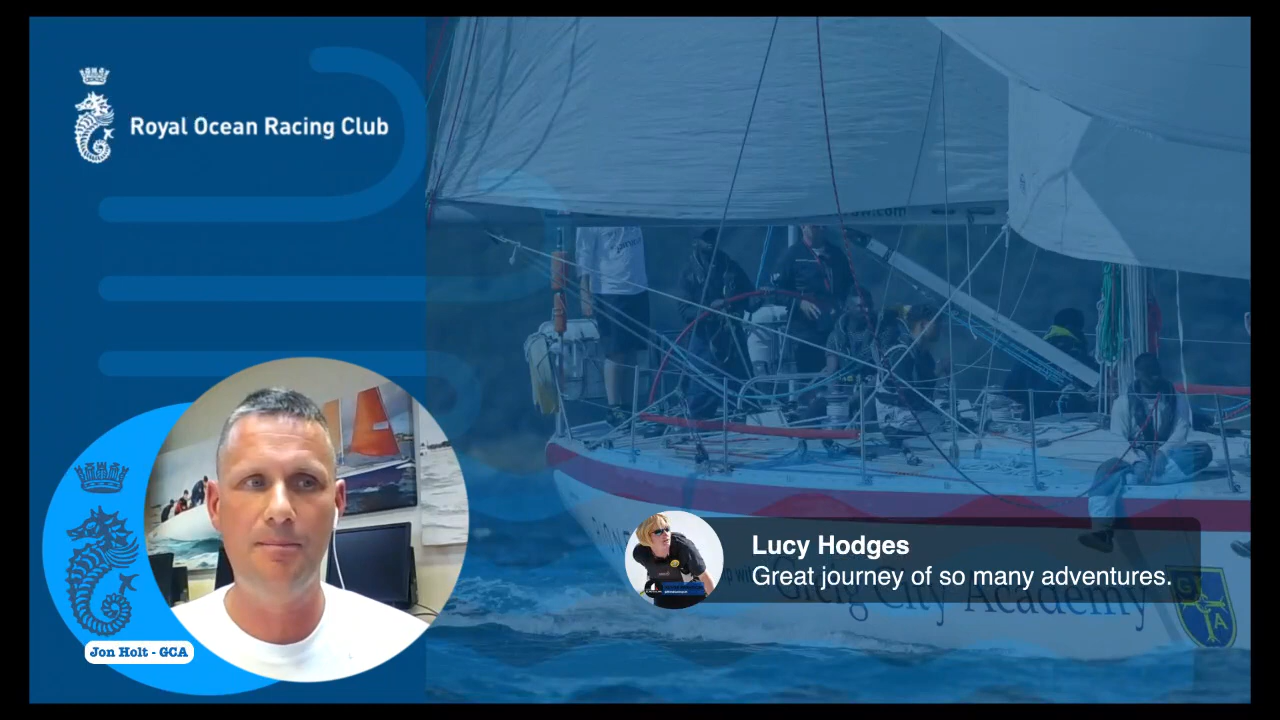 Royal Ocean Racing Club
Jon Holt - GCA
Lucy Hodges
Great journey of so many adventures.
Greig City Academy